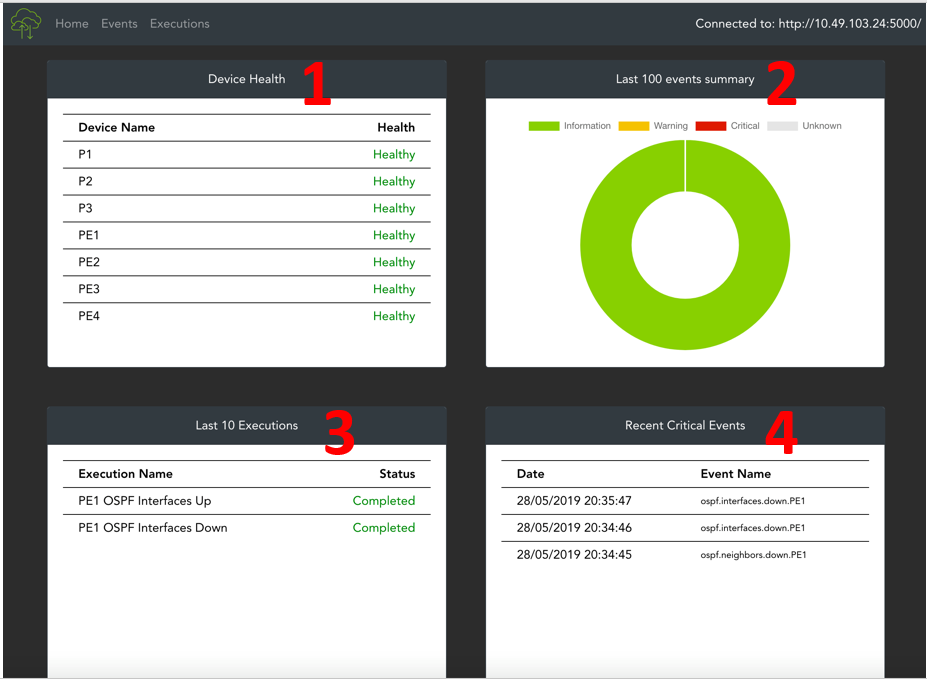 Home Events Executions Connected to: http://10.49.103.24:5000/
Device Health 1
Device Name Health
P1 Healthy
P2 Healthy
P3 Healthy
PE1 Healthy
PE2 Healthy
PE3 Healthy
PE4 Healthy
Last 100 events summary 2
Information Warning Critical Unknown
Last 10 Executions 3
Execution Name Status
PE1 OSPF Interfaces Up Completed
PE1 OSPF Interfaces Down Completed
Recent Critical Events 4
Date Event Name
28/05/2019 20:35:47 ospf.interfaces.down.PE1
28/05/2019 20:34:46 ospf.interfaces.down.PE1
28/05/2019 20:34:45 ospf.neighbors.down.PE1